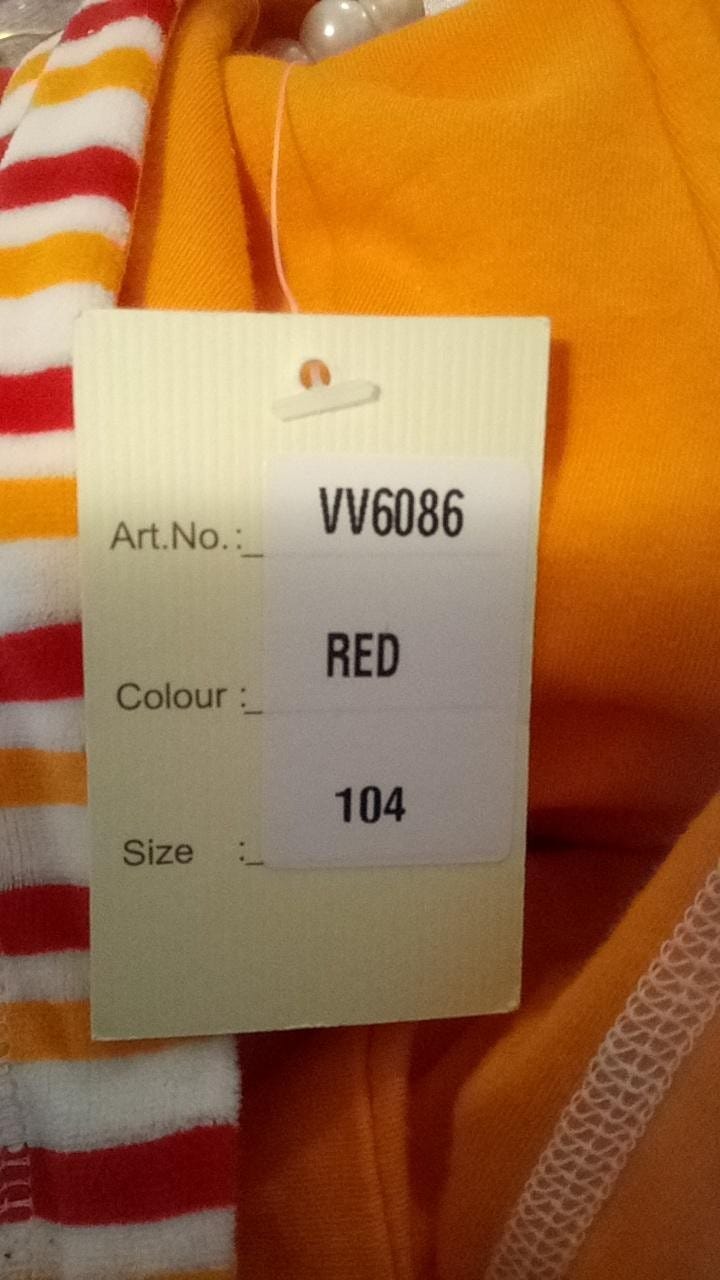 Art.No.:_ VV6086
Colour :_ RED
Size :_ 104